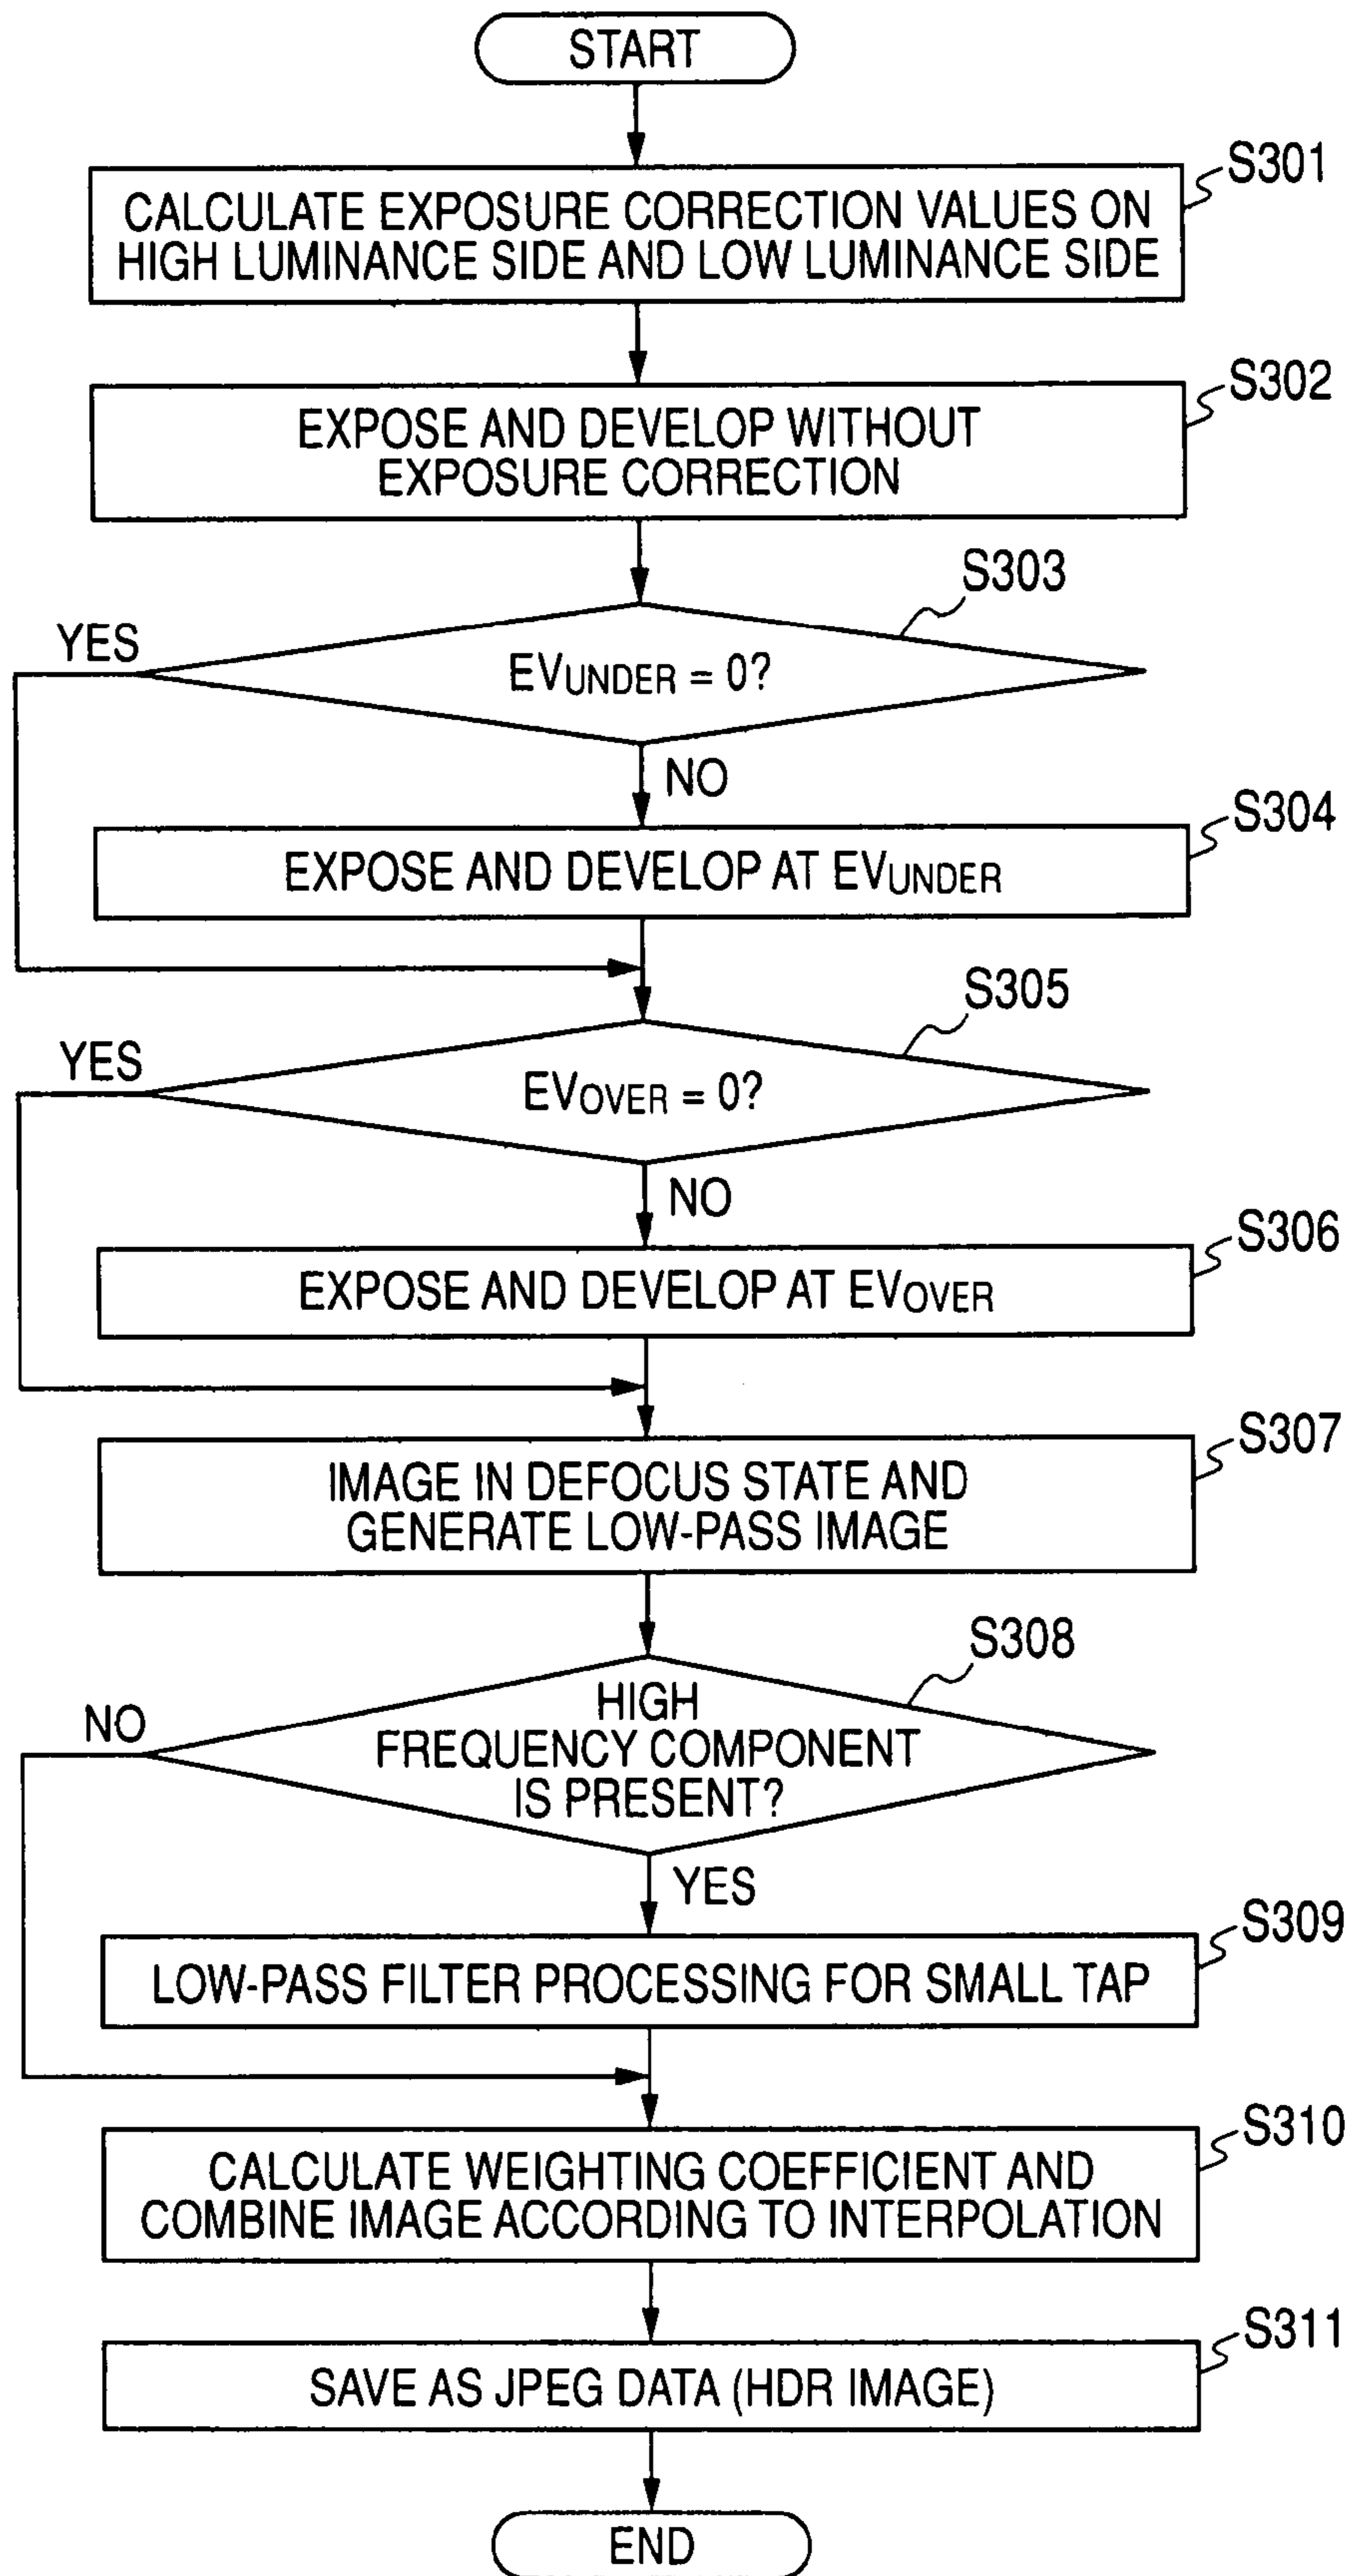 START
S301
CALCULATE EXPOSURE CORRECTION VALUES ON
HIGH LUMINANCE SIDE AND LOW LUMINANCE SIDE
S302
EXPOSE AND DEVELOP WITHOUT
EXPOSURE CORRECTION
S303
YES
EVUNDER = 0?
NO
S304
EXPOSE AND DEVELOP AT EVUNDER
S305
YES
EVOVER = 0?
NO
S306
EXPOSE AND DEVELOP AT EVOVER
S307
IMAGE IN DEFOCUS STATE AND
GENERATE LOW-PASS IMAGE
S308
NO
HIGH
FREQUENCY COMPONENT
IS PRESENT?
YES
S309
LOW-PASS FILTER PROCESSING FOR SMALL TAP
S310
CALCULATE WEIGHTING COEFFICIENT AND
COMBINE IMAGE ACCORDING TO INTERPOLATION
S311
SAVE AS JPEG DATA (HDR IMAGE)
END